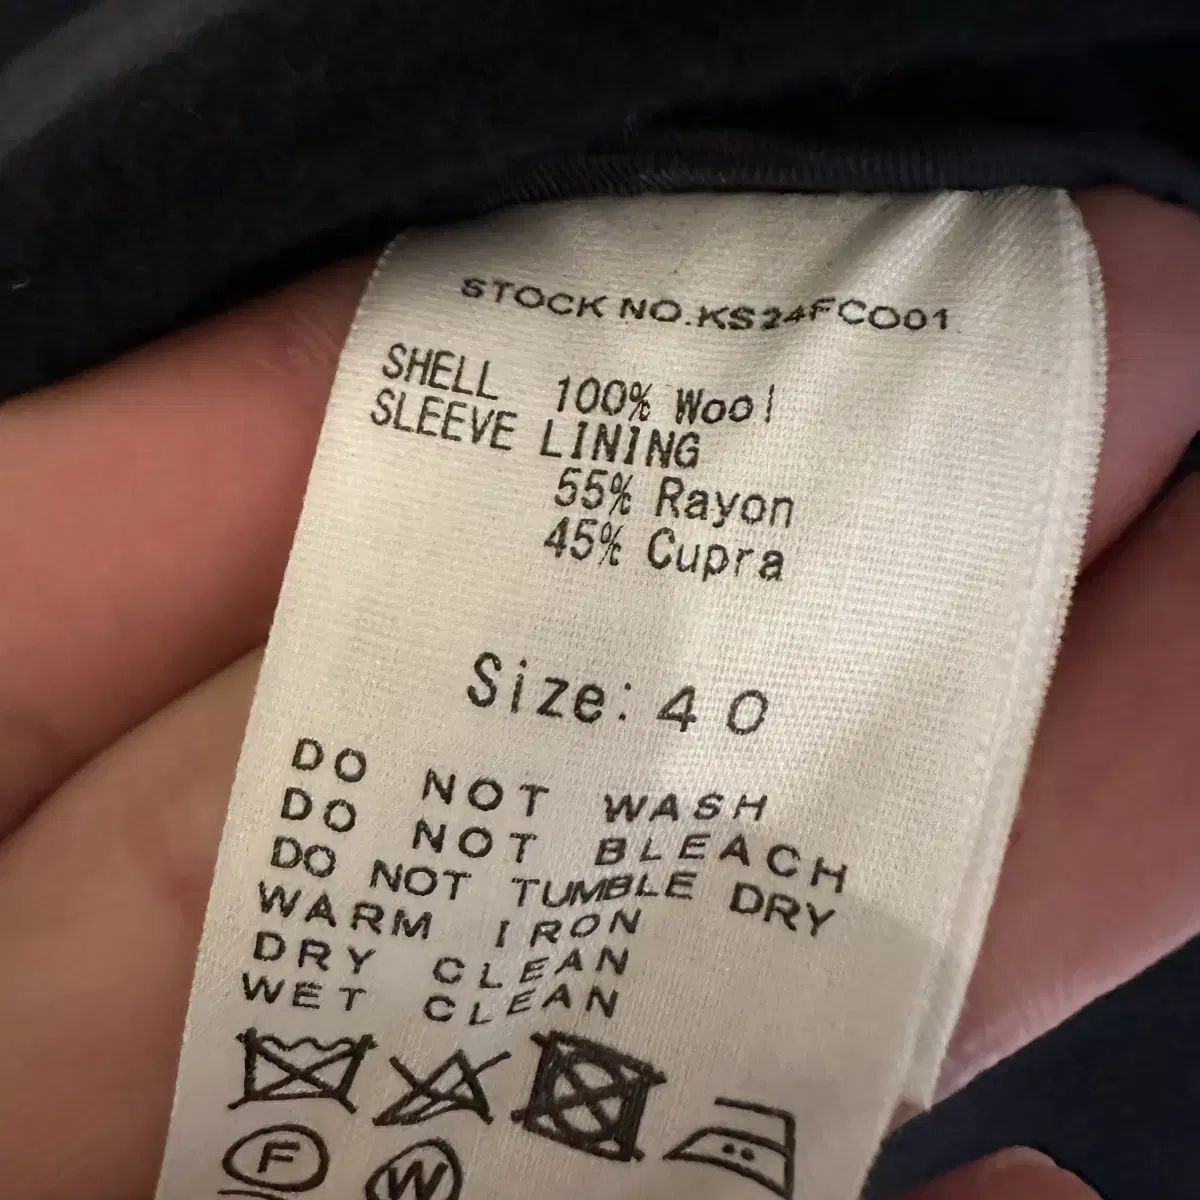 STOCK NO.KS24FCO01
SHELL 100% Wool
SLEEVE LINING
55% Rayon
45% Cupra
Size: 40
DO NOT WASH
DO NOT BLEACH
DO NOT TUMBLE DRY
WARM IRON
DRY CLEAN
WET CLEAN
F
W